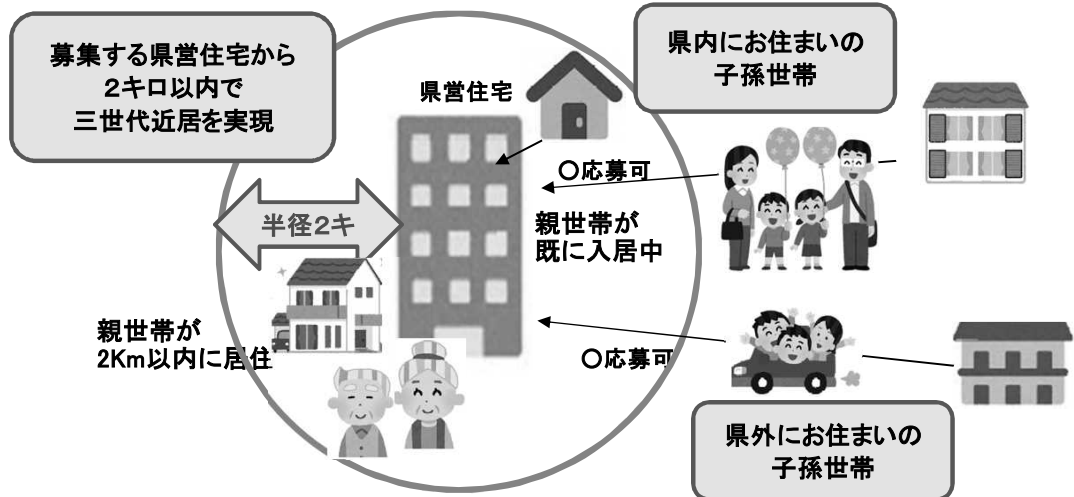 募集する県営住宅から
2キロ以内で
三世代近居を実現
県営住宅
県内にお住まいの
子孫世帯
〇応募可
半径2キ
親世帯が
既に入居中
親世帯が
2Km以内に居住
〇応募可
県外にお住まいの
子孫世帯